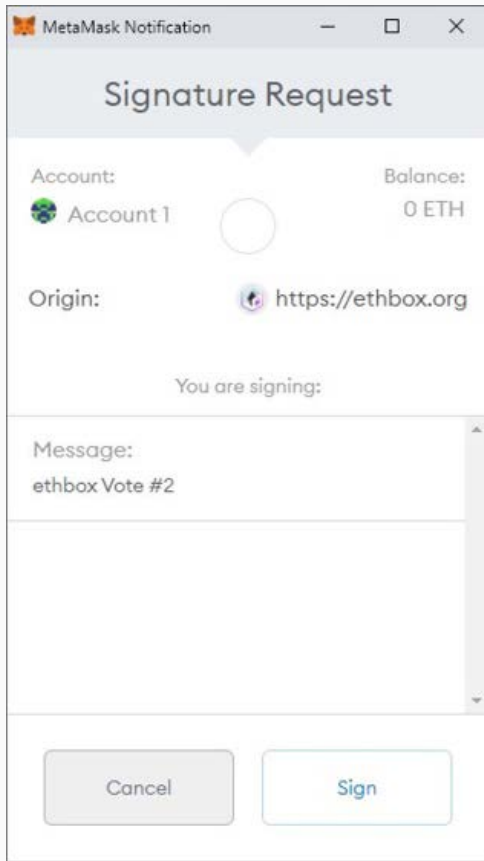 MetaMask Notification
Signature Request
Account:
Balance:
Account 1
0 ETH
Origin:
https://ethbox.org
You are signing:
Message:
ethbox Vote #2
Cancel
Sign